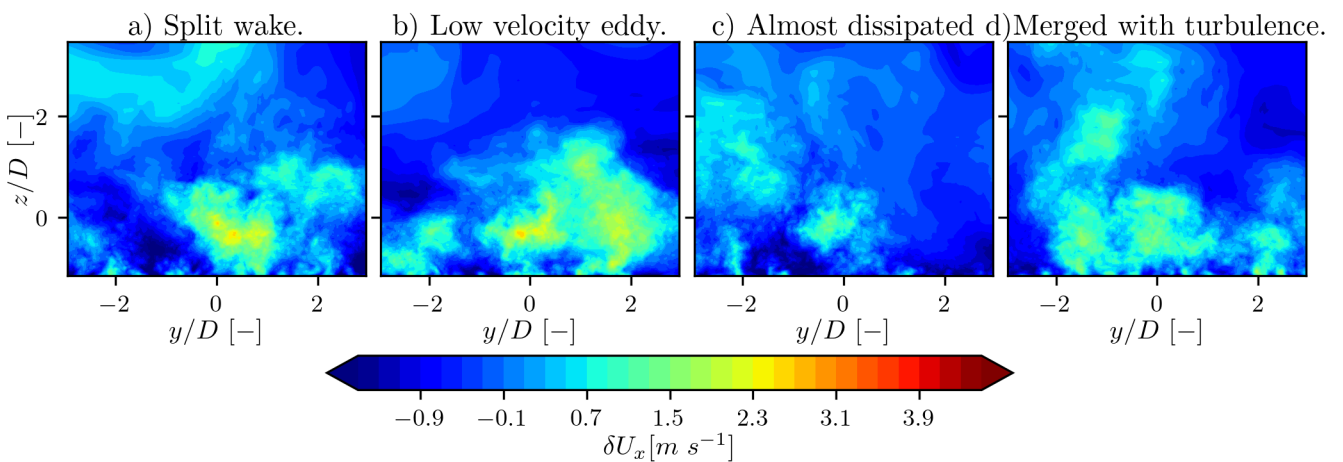 a) Split wake. b) Low velocity eddy. c) Almost dissipated d)Merged with turbulence.
z/D [−]
2
0
−2 0 2 −2 0 2 −2 0 2 −2 0 2
y/D [−] y/D [−] y/D [−] y/D [−]
−0.9 −0.1 0.7 1.5 2.3 3.1 3.9
δUₓ[m s⁻¹]